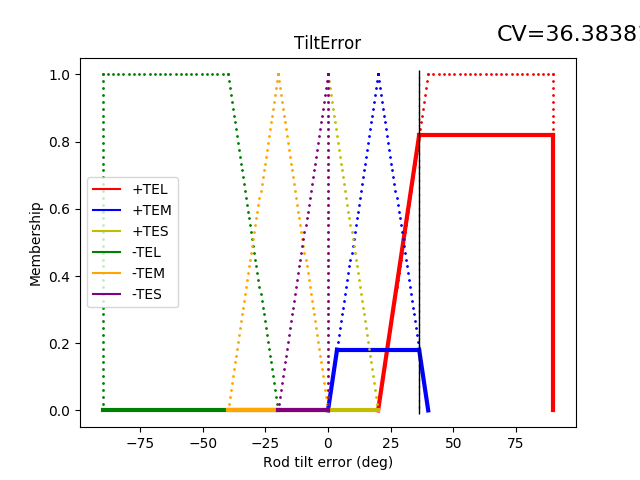 CV=36.3838
TiltError
Membership
1.0
0.8
0.6
0.4
0.2
0.0
+TEL
+TEM
+TES
-TEL
-TEM
-TES
−75 −50 −25 0 25 50 75
Rod tilt error (deg)